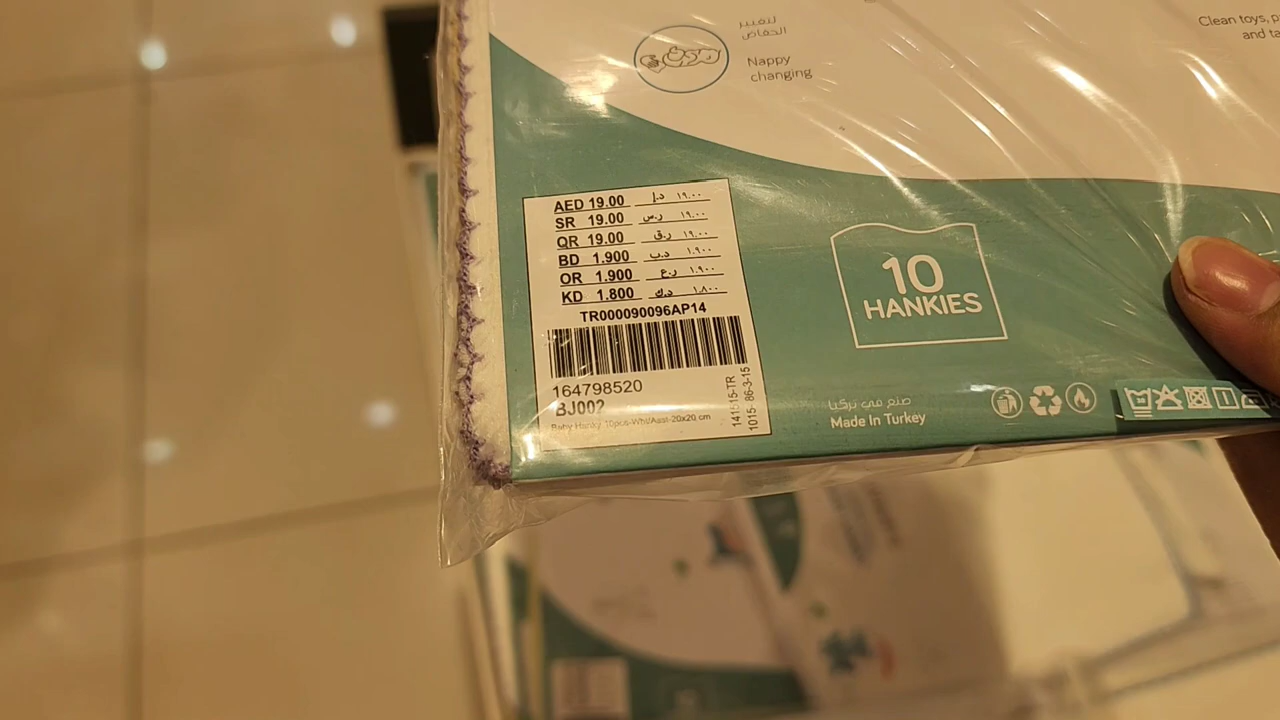 لتغيير
الحفاض
Nappy
changing
Clean toys, p
and ta
AED 19.00 د.إ ١٩.٠٠
SR 19.00 ر.س ١٩.٠٠
QR 19.00 ر.ق ١٩.٠٠
BD 1.900 د.ب ١.٩٠٠
OR 1.900 ر.ع ١.٩٠٠
KD 1.800 د.ك ١.٨٠٠
TR000090096AP14
164798520
BJ002
Baby Hanky 10pcs-Wht/Asst-20x20 cm
141515-TR
1015- 86-3-15
10
HANKIES
صنع في تركيا
Made In Turkey